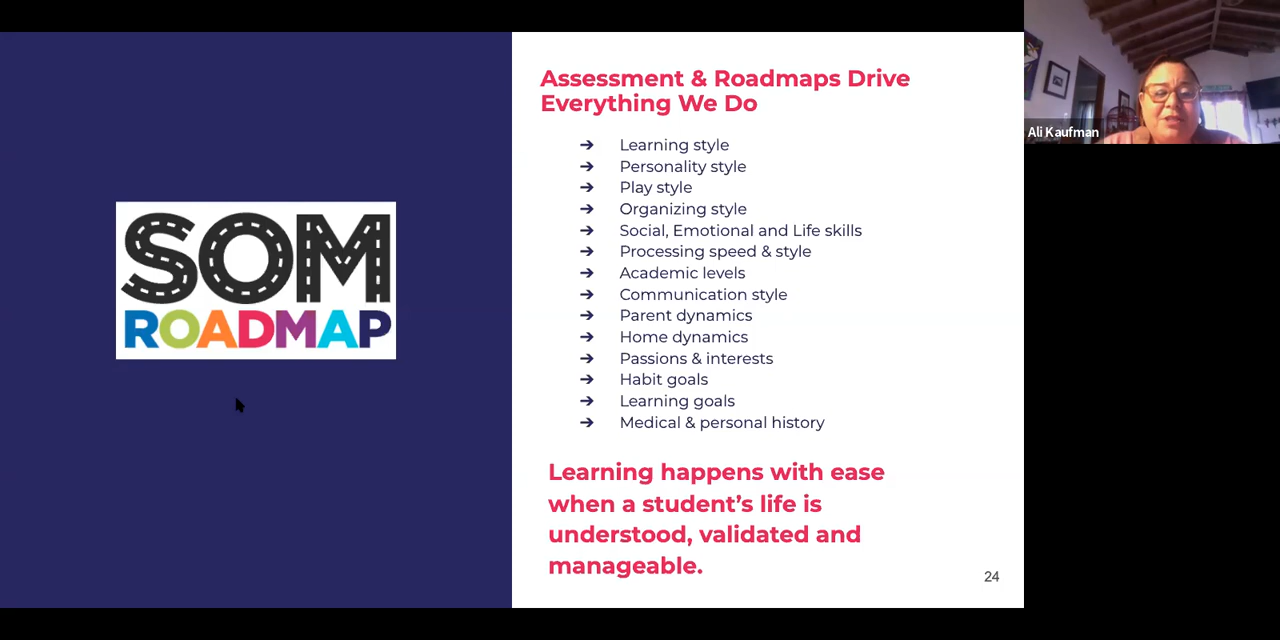 SOM
ROADMAP
Assessment & Roadmaps Drive
Everything We Do
➔ Learning style
➔ Personality style
➔ Play style
➔ Organizing style
➔ Social, Emotional and Life skills
➔ Processing speed & style
➔ Academic levels
➔ Communication style
➔ Parent dynamics
➔ Home dynamics
➔ Passions & interests
➔ Habit goals
➔ Learning goals
➔ Medical & personal history
Learning happens with ease
when a student’s life is
understood, validated and
manageable.
24
Ali Kaufman